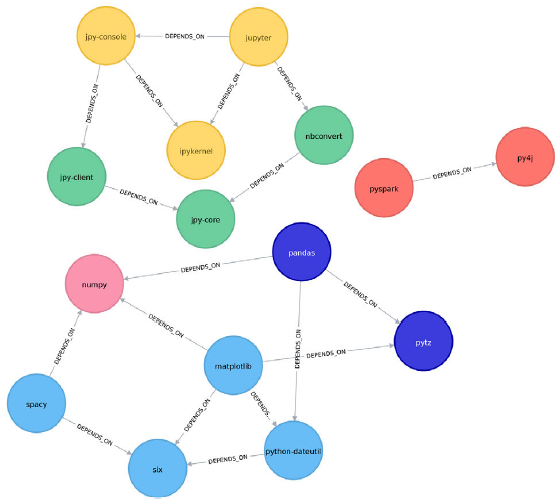 jpy-console
DEPENDS_ON
jupyter
DEPENDS_ON
DEPENDS_ON
DEPENDS_ON
DEPENDS_ON
nbconvert
ipykernel
py4j
jpy-client
DEPENDS_ON
DEPENDS_ON
pyspark
DEPENDS_ON
jpy-core
pandas
DEPENDS_ON
numpy
DEPENDS_ON
DEPENDS_ON
DEPENDS_ON
pytz
DEPENDS_ON
DEPENDS_ON
DEPENDS_ON
matplotlib
spacy
DEPENDS_ON
DEPENDS_
DEPENDS_ON
python-dateutil
DEPENDS_ON
six